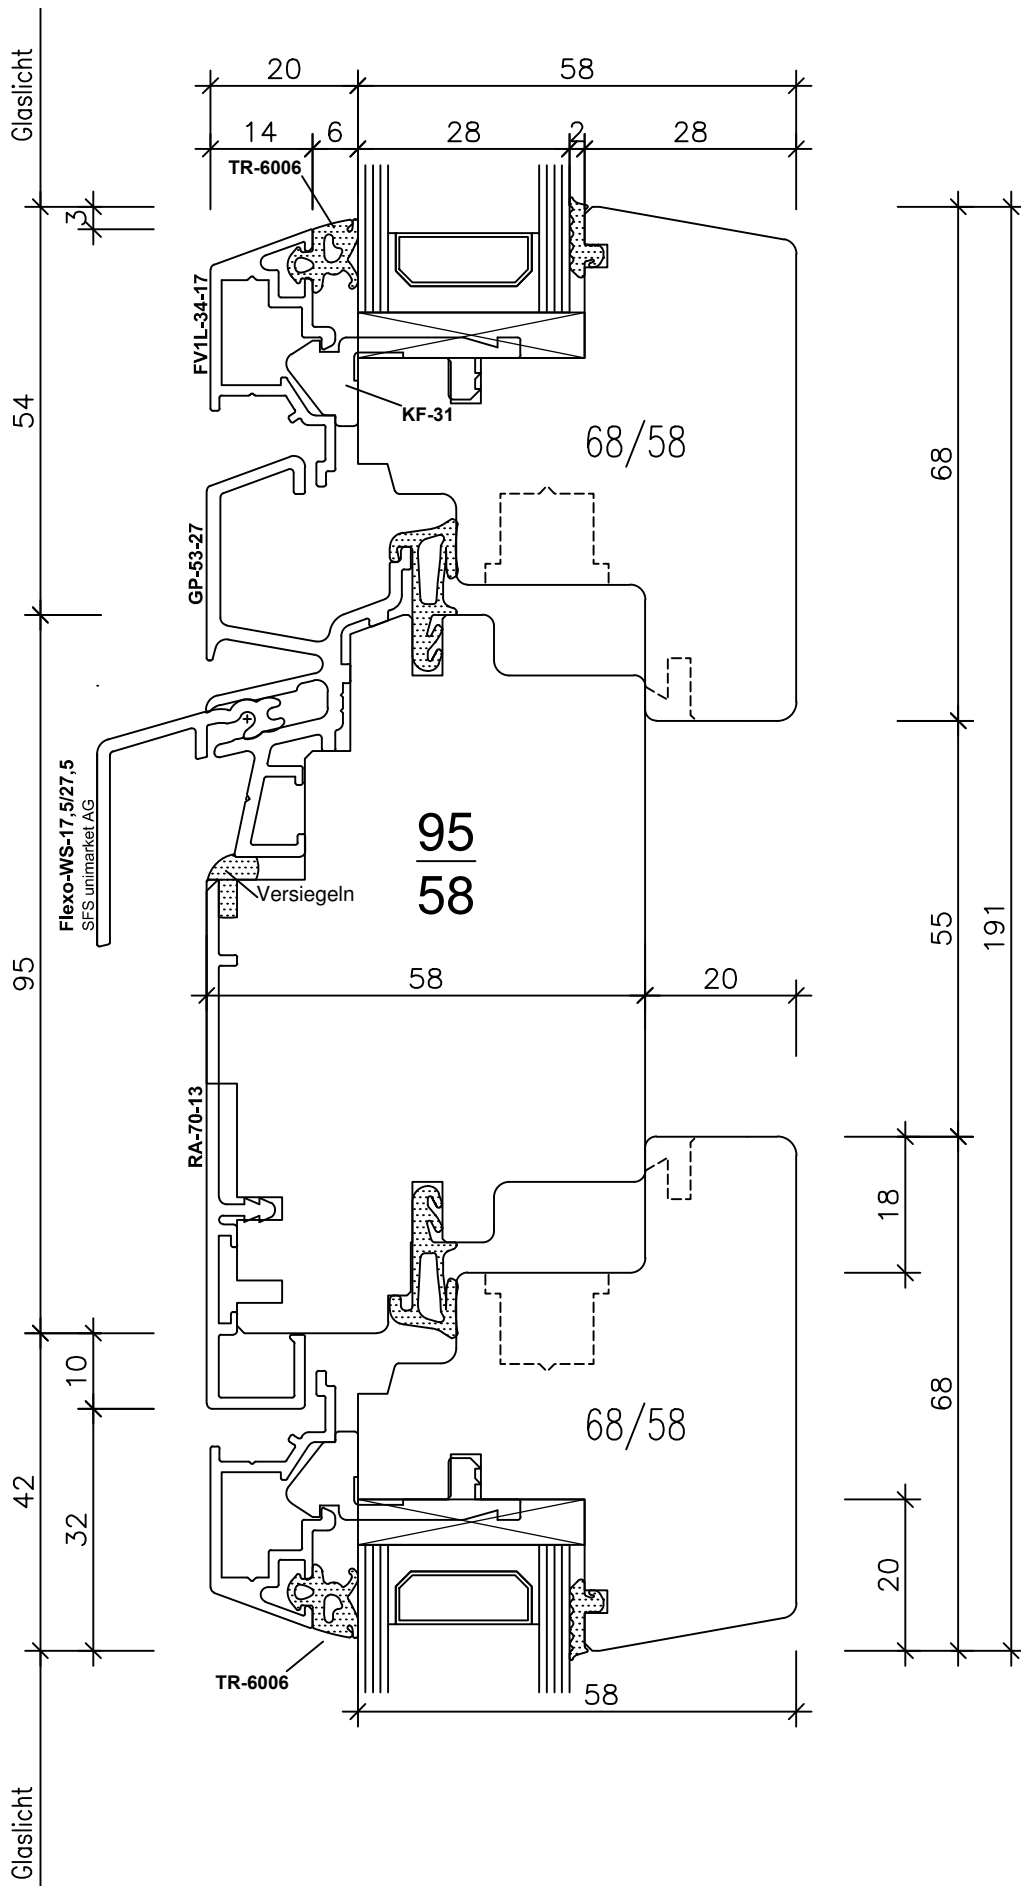 Glaslicht
20
58
14
6
28
2
28
TR-6006
3
FV1L-34-17
KF-31
54
68/58
68
GP-53-27
Flexo-WS-17,5/27,5
SFS unimarket AG
95
58
Versiegeln
55
191
95
58
20
RA-70-13
18
10
68
68/58
42
32
20
TR-6006
58
Glaslicht